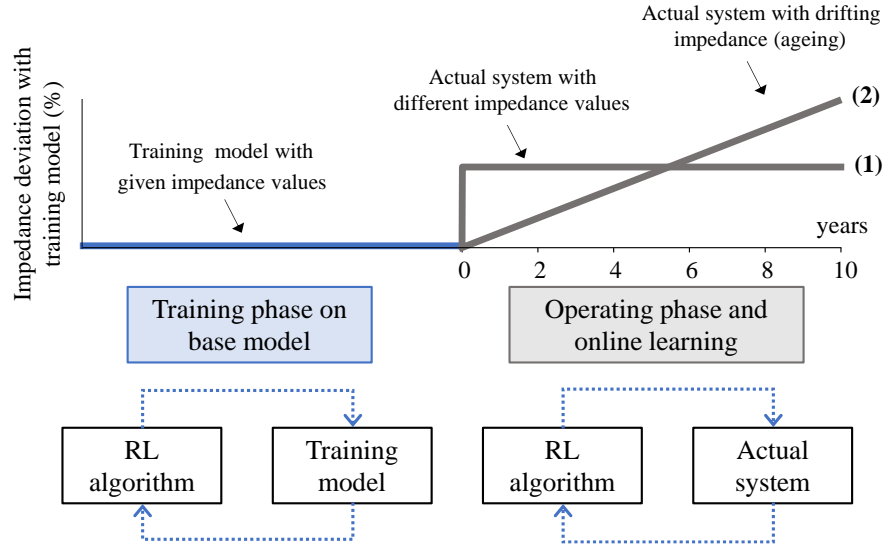 Actual system with drifting
impedance (ageing)
Actual system with
different impedance values
(2)
Impedance deviation with
training model (%)
Training model with
given impedance values
(1)
years
0 2 4 6 8 10
Training phase on
base model
Operating phase and
online learning
RL
algorithm
Training
model
RL
algorithm
Actual
system